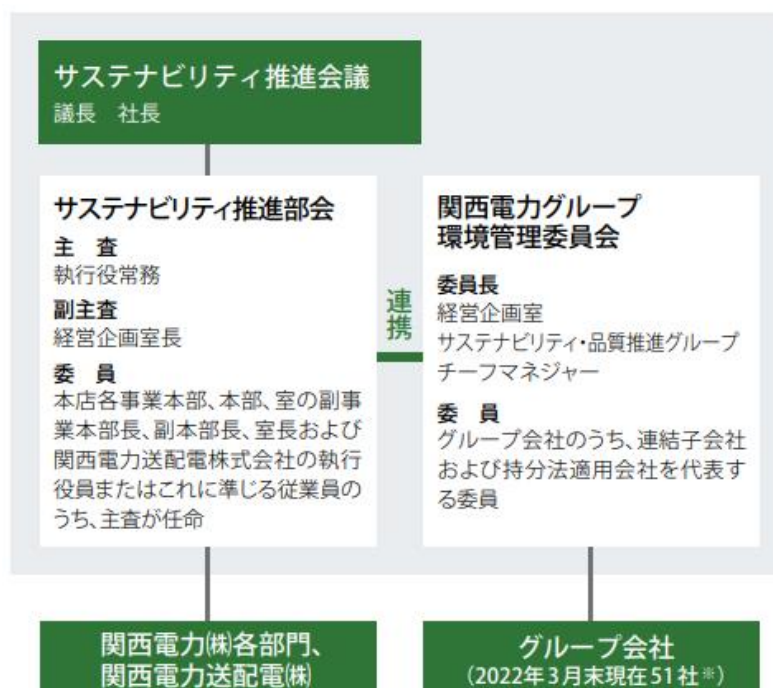 サステナビリティ推進会議
議長　社長
サステナビリティ推進部会
主　査
執行役常務
副主査
経営企画室長
委　員
本店各事業本部、本部、室の副事
業本部長、副本部長、室長および
関西電力送配電株式会社の執行
役員またはこれに準じる従業員の
うち、主査が任命
連携
関西電力グループ
環境管理委員会
委員長
経営企画室
サステナビリティ・品質推進グループ
チーフマネジャー
委　員
グループ会社のうち、連結子会社
および持分法適用会社を代表す
る委員
関西電力㈱各部門、
関西電力送配電㈱
グループ会社
（2022年3月末現在51社※）